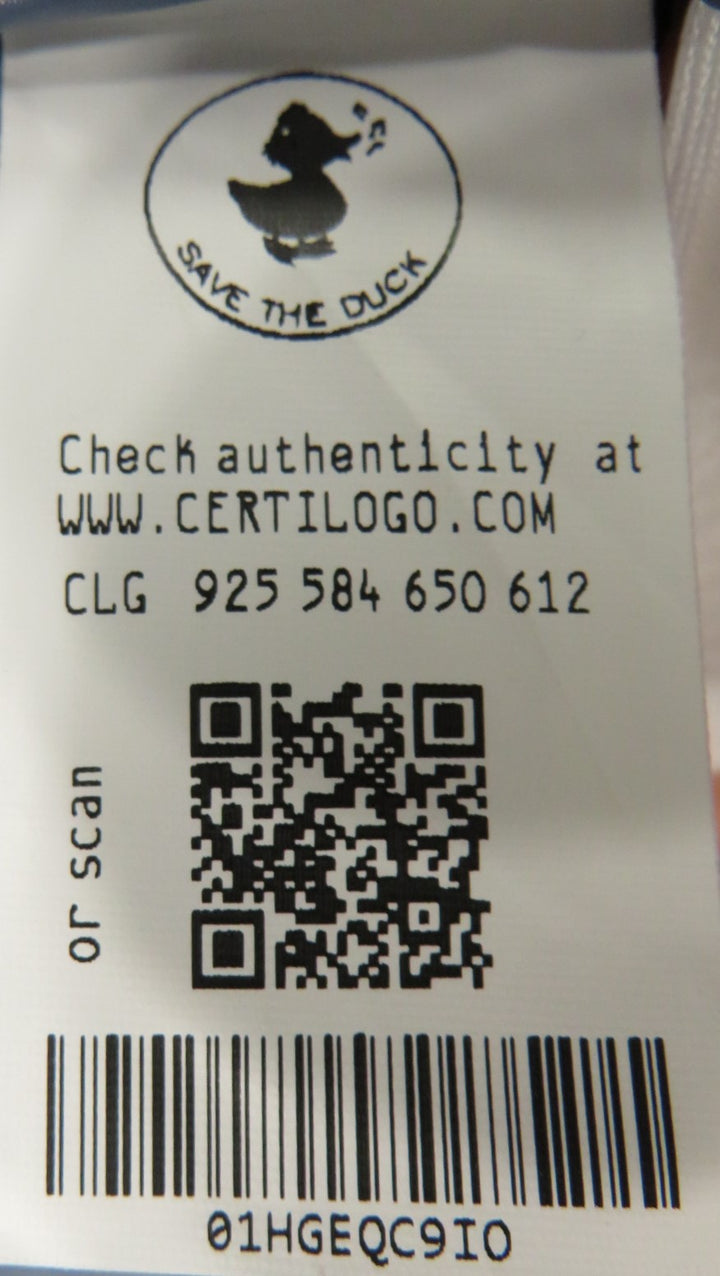 SAVE THE DUCK
Check authenticity at
WWW.CERTILOGO.COM
CLG 925 584 650 612
or scan
01HGEQC9IO